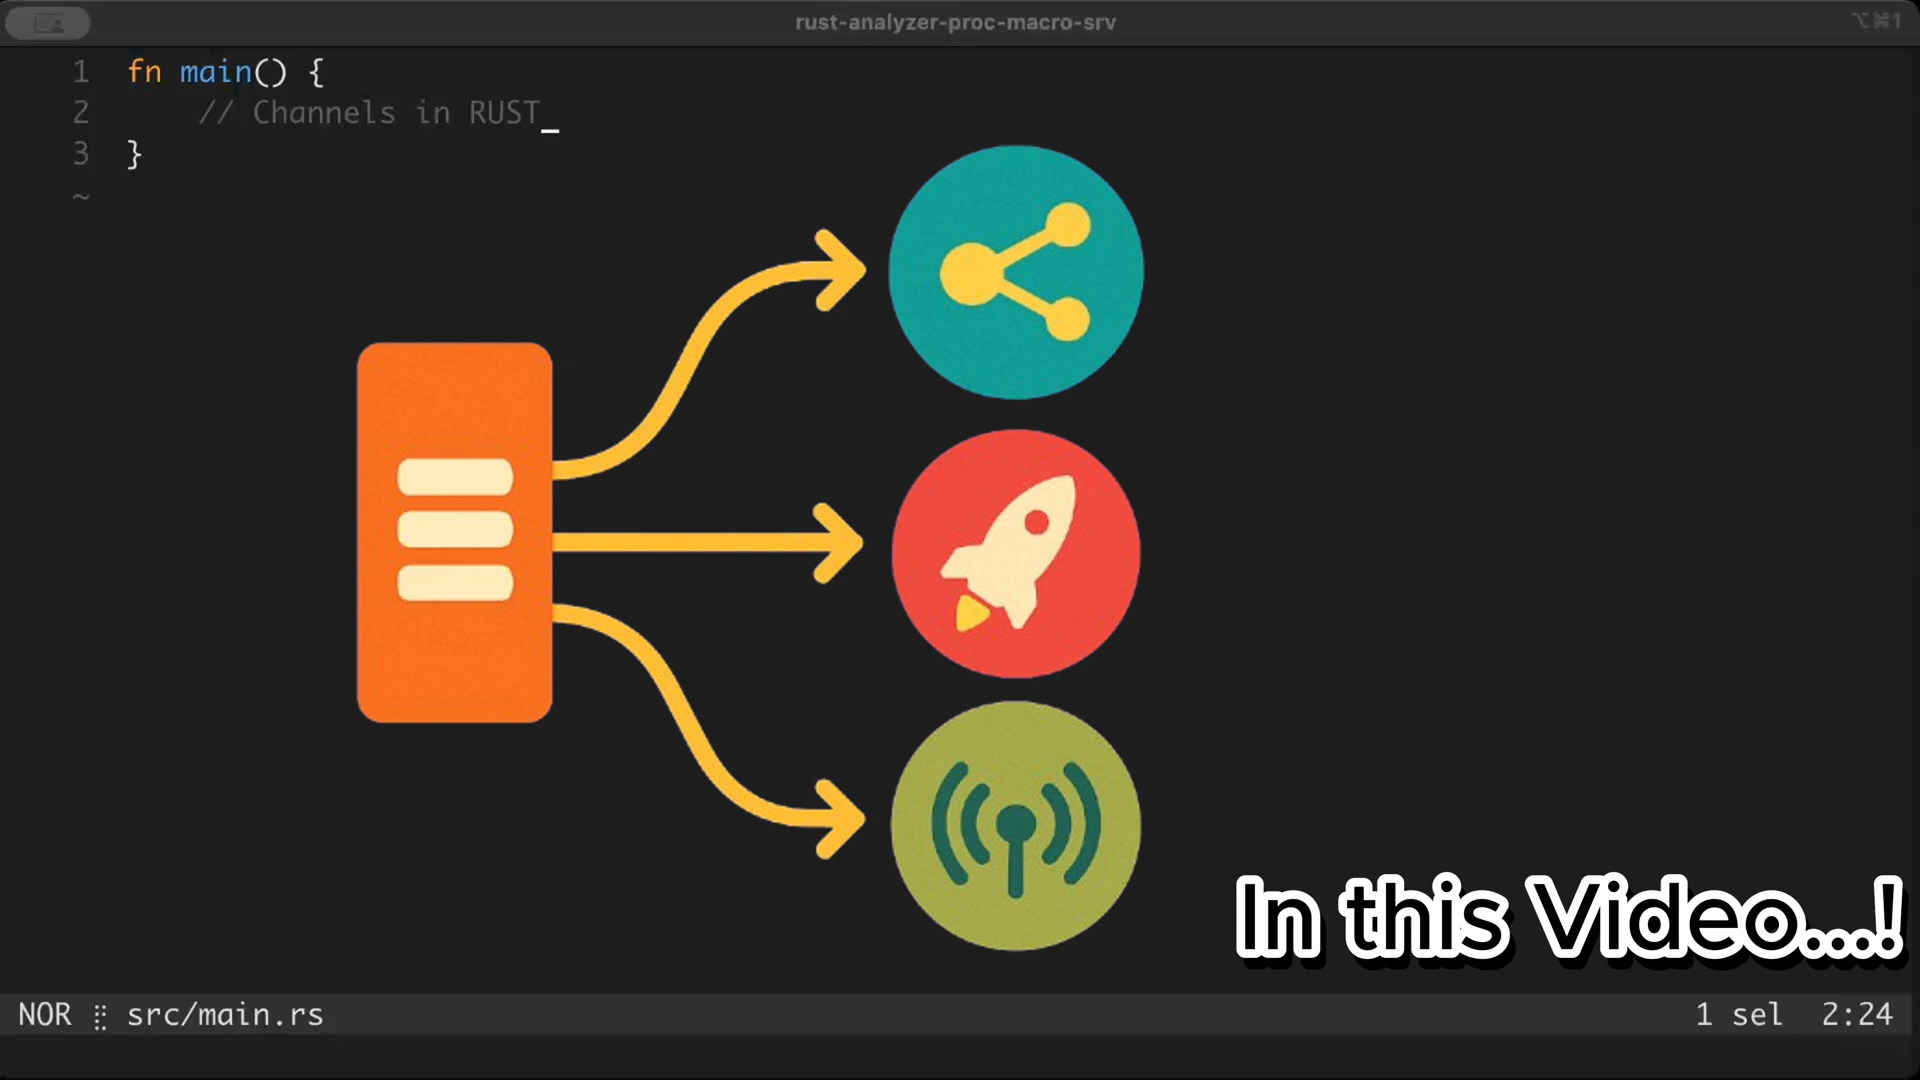 rust-analyzer-proc-macro-srv ⌥⌘1
1 fn main() {
2 // Channels in RUST_
3 }
~
In this Video...!
NOR ⣿ src/main.rs 1 sel 2:24